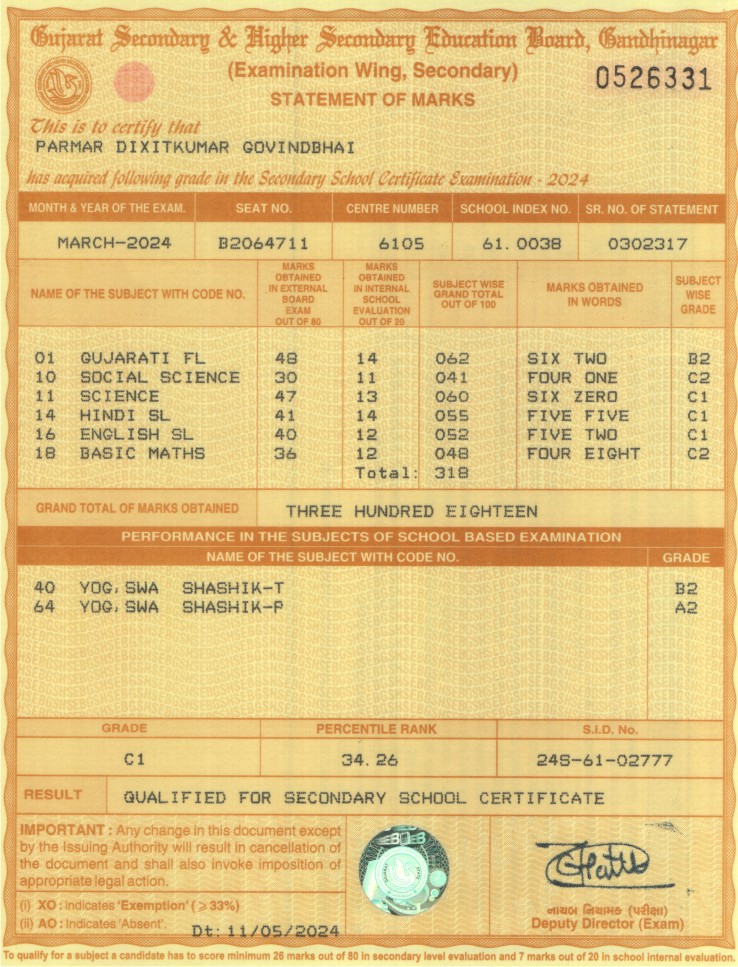 Gujarat Secondary & Higher Secondary Education Board, Gandhinagar
(Examination Wing, Secondary)
0526331
STATEMENT OF MARKS
This is to certify that
PARMAR DIXITKUMAR GOVINDBHAI
has acquired following grade in the Secondary School Certificate Examination - 2024
MONTH & YEAR OF THE EXAM. SEAT NO. CENTRE NUMBER SCHOOL INDEX NO. SR. NO. OF STATEMENT
MARCH-2024 B2064711 6105 61.0038 0302317
NAME OF THE SUBJECT WITH CODE NO. MARKS OBTAINED IN EXTERNAL BOARD EXAM OUT OF 80 MARKS OBTAINED IN INTERNAL SCHOOL EVALUATION OUT OF 20 SUBJECT WISE GRAND TOTAL OUT OF 100 MARKS OBTAINED IN WORDS SUBJECT WISE GRADE
01 GUJARATI FL 48 14 062 SIX TWO B2
10 SOCIAL SCIENCE 30 11 041 FOUR ONE C2
11 SCIENCE 47 13 060 SIX ZERO C1
14 HINDI SL 41 14 055 FIVE FIVE C1
16 ENGLISH SL 40 12 052 FIVE TWO C1
18 BASIC MATHS 36 12 048 FOUR EIGHT C2
Total: 318
GRAND TOTAL OF MARKS OBTAINED THREE HUNDRED EIGHTEEN
PERFORMANCE IN THE SUBJECTS OF SCHOOL BASED EXAMINATION
NAME OF THE SUBJECT WITH CODE NO. GRADE
40 YOG,SWA SHASHIK-T B2
64 YOG,SWA SHASHIK-P A2
GRADE PERCENTILE RANK S.I.D. No.
C1 34.26 24S-61-02777
RESULT QUALIFIED FOR SECONDARY SCHOOL CERTIFICATE
IMPORTANT : Any change in this document except
by the Issuing Authority will result in cancellation of
the document and shall also invoke imposition of
appropriate legal action.
(i) XO : indicates 'Exemption' (≥ 33%)
(ii) AO : Indicates 'Absent'.
Dt: 11/05/2024
નાયબ નિયામક (પરીક્ષા)
Deputy Director (Exam)
To qualify for a subject a candidate has to score minimum 26 marks out of 80 in secondary level evaluation and 7 marks out of 20 in school internal evaluation.